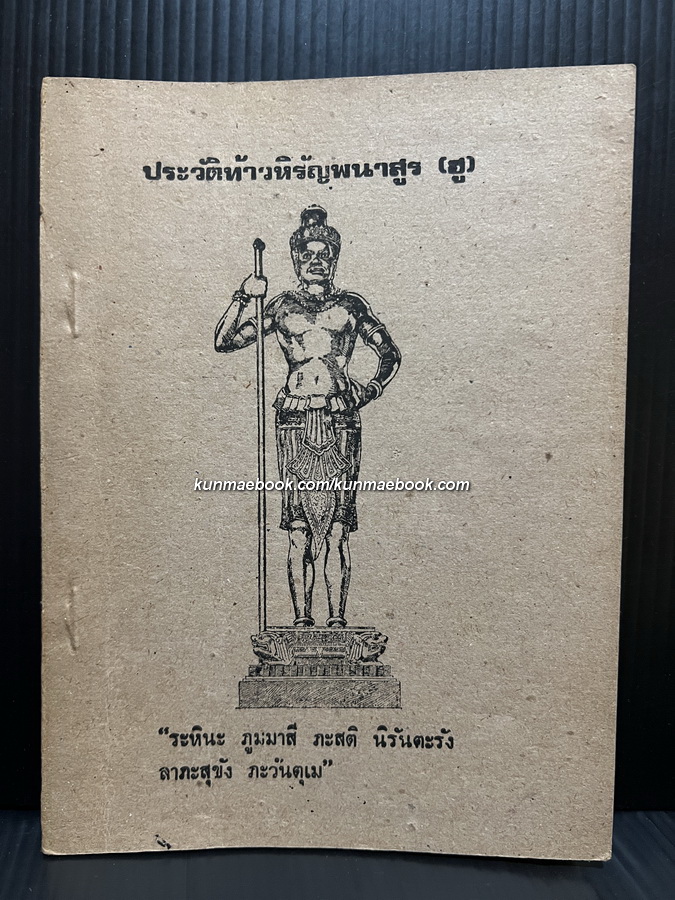 ประวัติท้าวหิรัญพนาสูร (ฮู)
kunmaebook.com/kunmaebook.com
“ระหินะ ภูมมาสี ภะสติ นิรันตะรัง
ลาภะสุขัง ภะวันตุเม”